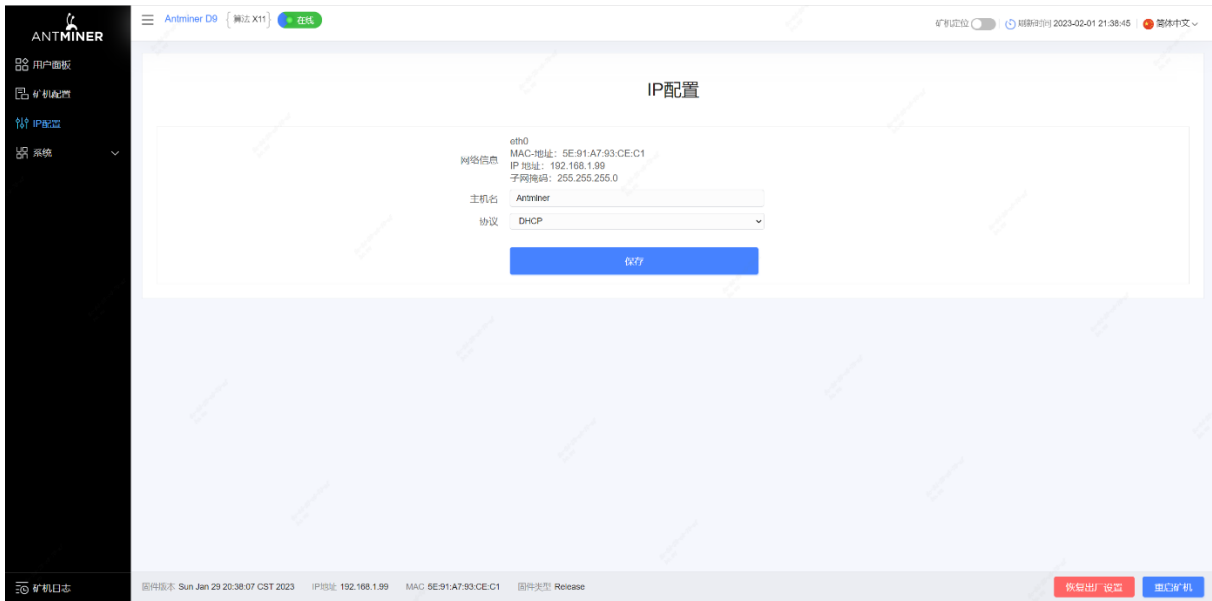 ANTMINER
Antminer D9 {算法 X11} 在线
矿机定位 刷新时间 2023-02-01 21:38:45 简体中文
用户面板
矿机配置
IP配置
系统
IP配置
网络信息
eth0
MAC-地址: 5E:91:A7:93:CE:C1
IP 地址: 192.168.1.99
子网掩码: 255.255.255.0
主机名 Antminer
协议 DHCP
保存
矿机日志
固件版本 Sun Jan 29 20:38:07 CST 2023 IP地址 192.168.1.99 MAC 5E:91:A7:93:CE:C1 固件类型 Release
恢复出厂设置 重启矿机